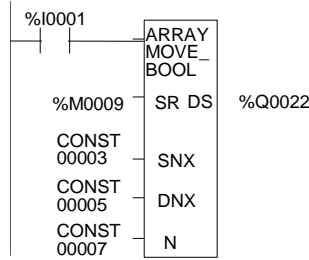 %I0001
ARRAY
MOVE_
BOOL
%M0009 SR DS %Q0022
CONST
00003 SNX
CONST
00005 DNX
CONST
00007 N